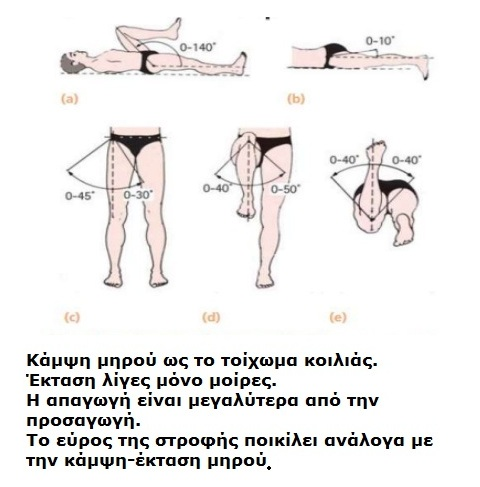 0-140°
0-10°
(a)
(b)
0-45°
0-30°
0-40°
0-50°
0-40°
0-40°
(c)
(d)
(e)
Κάμψη μηρού ως το τοίχωμα κοιλιάς.
Έκταση λίγες μόνο μοίρες.
Η απαγωγή είναι μεγαλύτερα από την
προσαγωγή.
Το εύρος της στροφής ποικίλει ανάλογα με
την κάμψη-έκταση μηρού.